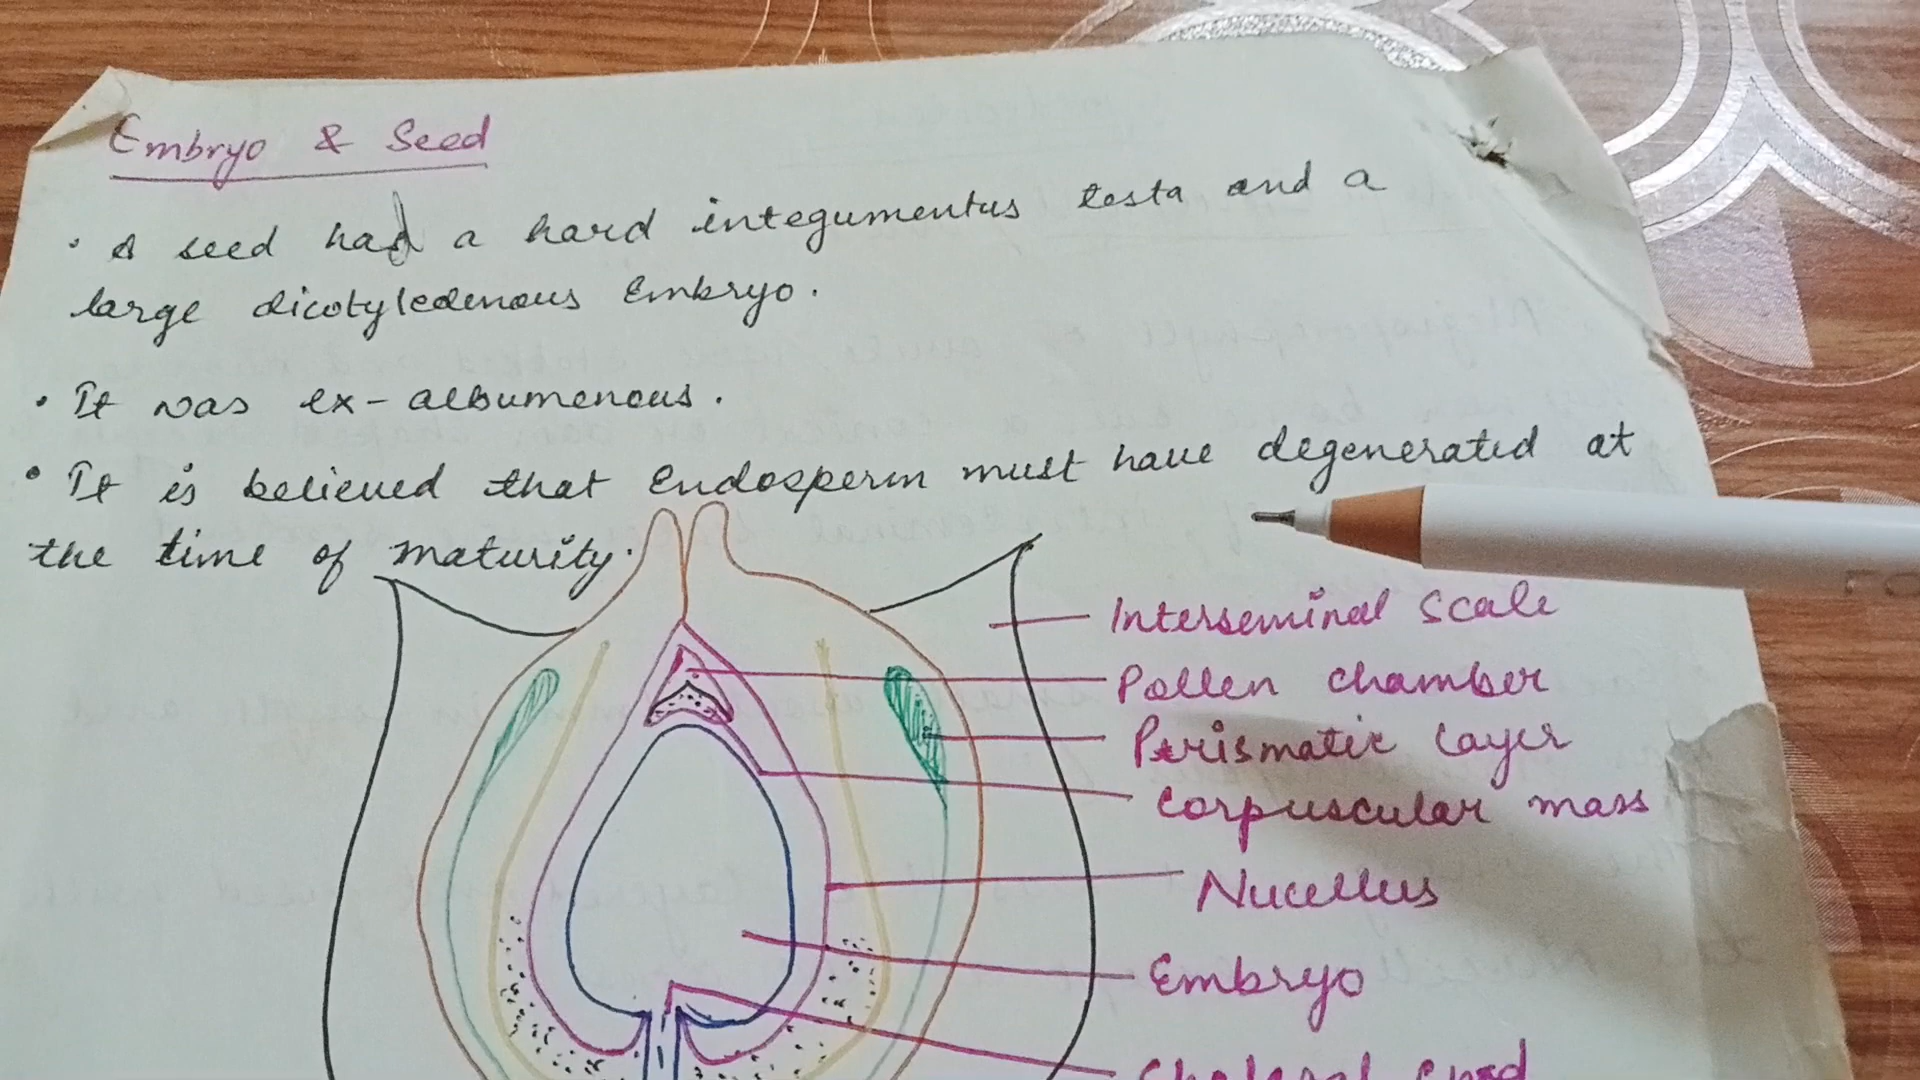 Embryo & Seed
• A seed had a hard integumentus testa and a
large dicotyledenous Embryo.
• It was ex-albumenous.
• It is believed that Endosperm must have degenerated at
the time of maturity.
Interseminal Scale
Pollen chamber
Perismatic layer
Corpuscular mass
Nucellus
Embryo